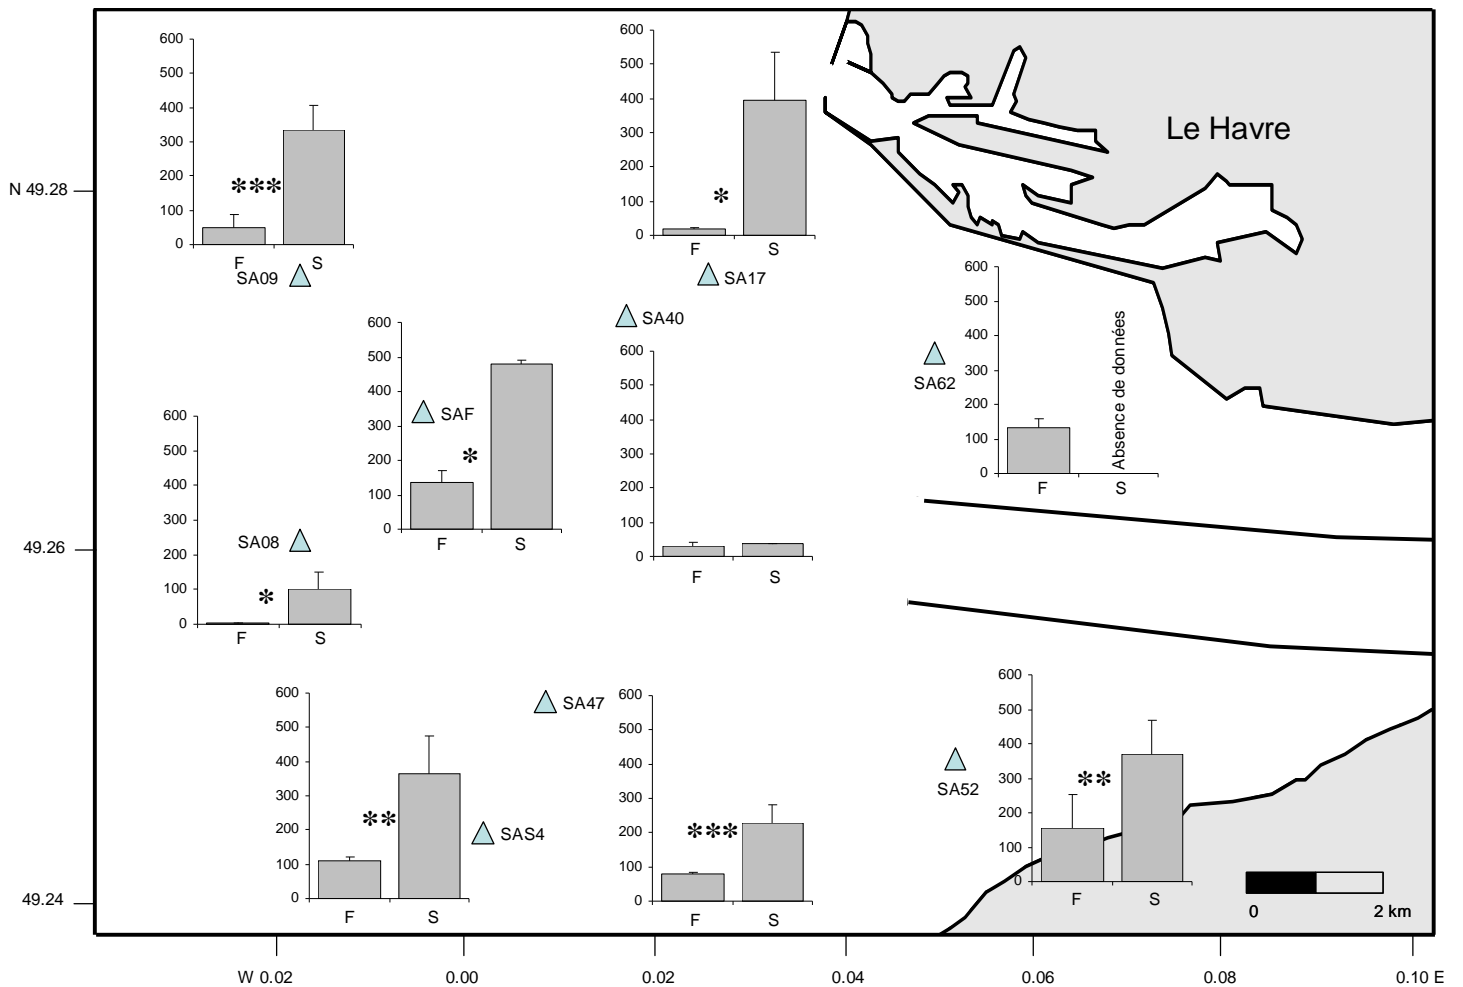 600
500
400
300
200
100
0
***
F
S
SA09
600
500
400
300
200
100
0
*
F
S
SA17
Le Havre
N 49.28
SA40
600
500
400
300
200
100
0
SAF
*
F
S
600
500
400
300
200
100
0
F
S
SA62
600
500
400
300
200
100
0
Absence de données
F
S
600
500
400
300
200
100
0
SA08
*
F
S
49.26
SA47
600
500
400
300
200
100
0
**
F
S
SAS4
600
500
400
300
200
100
0
***
F
S
SA52
600
500
400
300
200
100
0
**
F
S
0 2 km
49.24
W 0.02 0.00 0.02 0.04 0.06 0.08 0.10 E